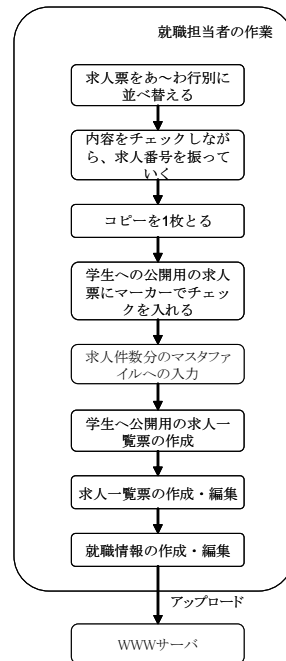 就職担当者の作業
求人票をあ～わ行別に
並べ替える
内容をチェックしなが
ら、求人番号を振って
いく
コピーを1枚とる
学生への公開用の求人
票にマーカーでチェッ
クを入れる
求人件数分のマスタファ
イルへの入力
学生へ公開用の求人一
覧票の作成
求人一覧票の作成・編集
就職情報の作成・編集
アップロード
WWWサーバ